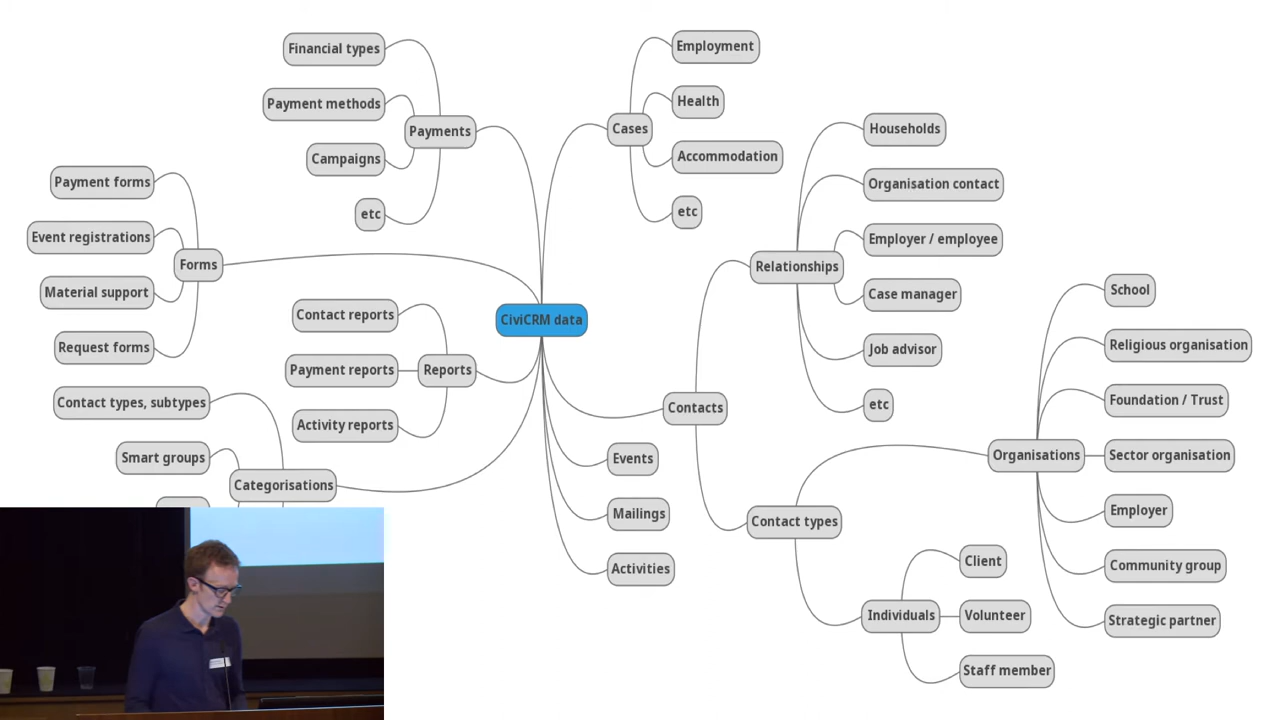 Financial types
Payment methods
Campaigns
etc
Payments
Payment forms
Event registrations
Material support
Request forms
Forms
Contact reports
Payment reports
Activity reports
Reports
Contact types, subtypes
Smart groups
Categorisations
CiviCRM data
Employment
Health
Accommodation
etc
Cases
Households
Organisation contact
Employer / employee
Case manager
Job advisor
etc
Relationships
Contacts
Events
Mailings
Activities
Contact types
School
Religious organisation
Foundation / Trust
Sector organisation
Employer
Community group
Strategic partner
Organisations
Client
Volunteer
Staff member
Individuals